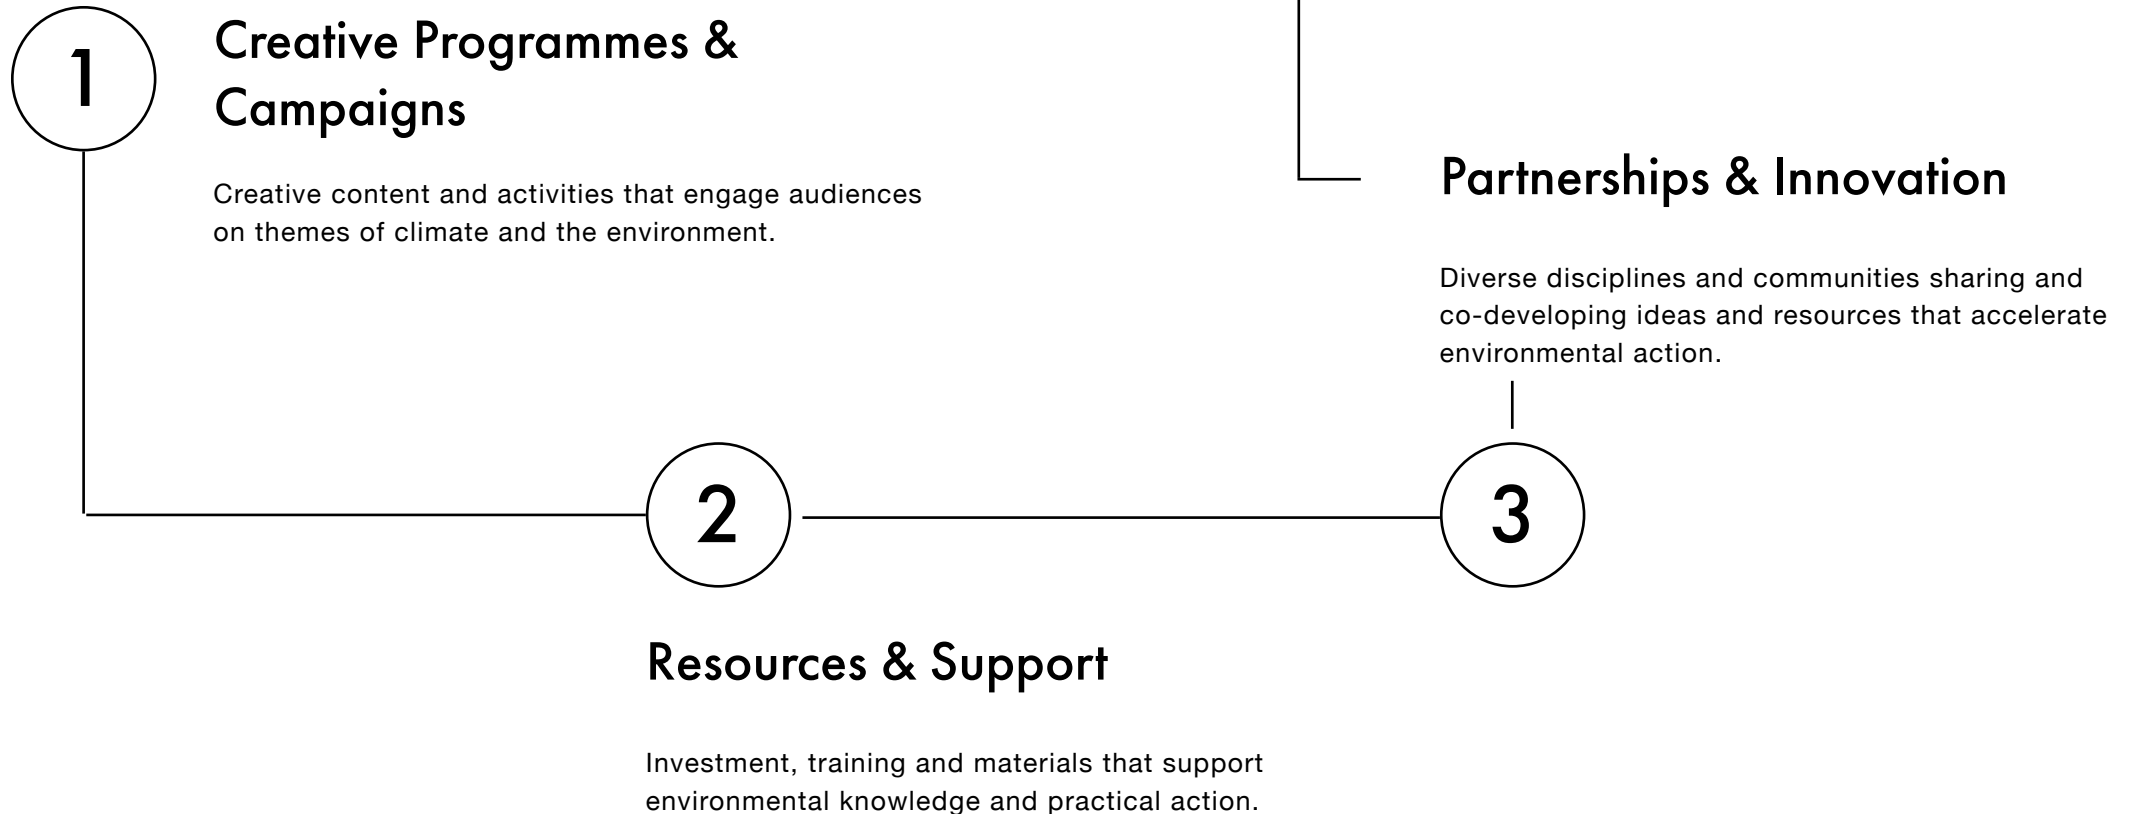 1
Creative Programmes &
Campaigns
Creative content and activities that engage audiences
on themes of climate and the environment.
2
Resources & Support
Investment, training and materials that support
environmental knowledge and practical action.
Partnerships & Innovation
Diverse disciplines and communities sharing and
co-developing ideas and resources that accelerate
environmental action.
3